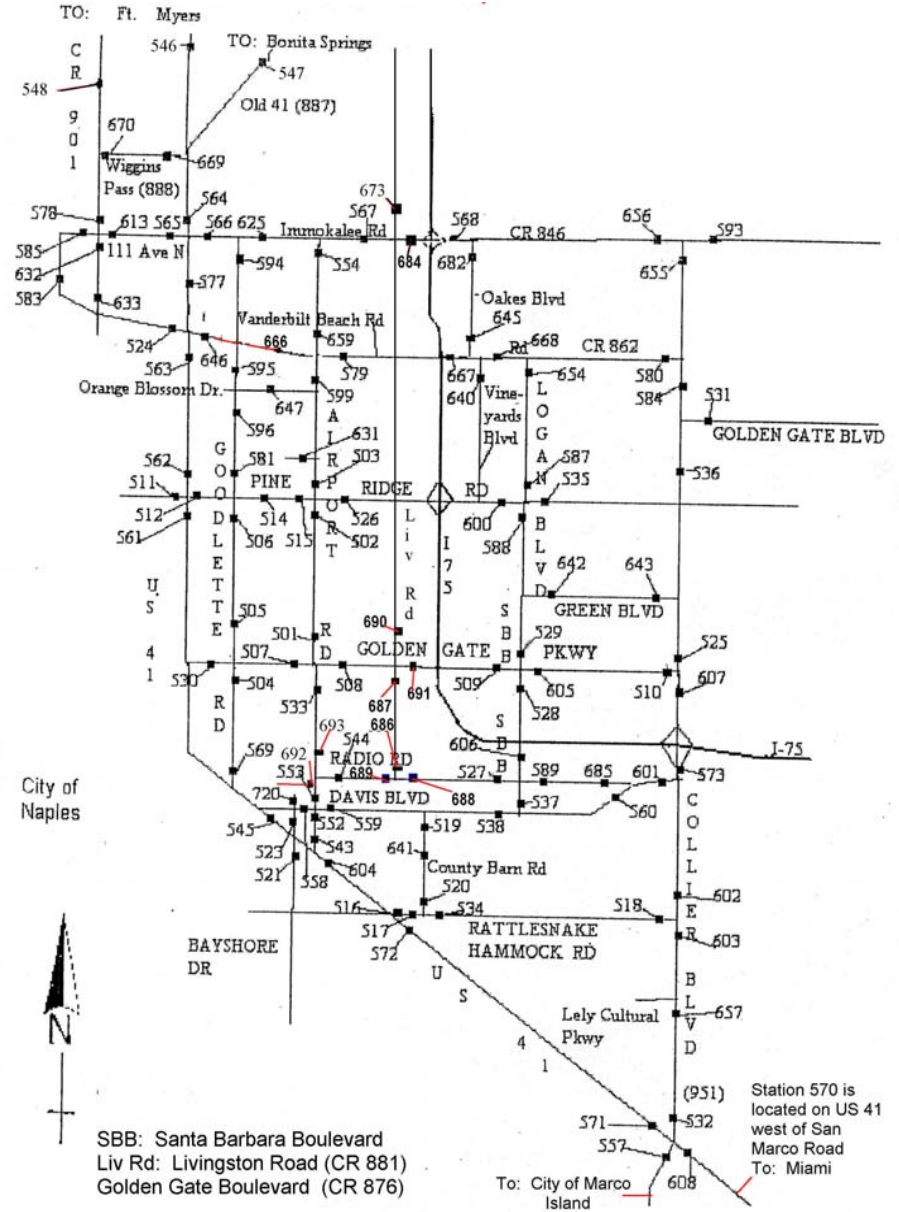 TO: Ft. Myers
546
TO: Bonita Springs
547
CR 901
548
Old 41 (887)
670
669
Wiggins
Pass (888)
673
564
578
613
565
566
625
Immokalee Rd
567
568
CR 846
656
593
585
632
111 Ave N
594
554
684
682
655
583
577
Oakes Blvd
633
Vanderbilt Beach Rd
645
668
524
646
666
659
Rd
CR 862
563
595
579
667
654
580
Orange Blossom Dr.
599
640
584
647
Vine-
yards
Blvd
531
596
631
GOLDEN GATE BLVD
AIRPORT RD
LOGAN BLVD
GOODLETTE RD
562
581
503
587
535
536
511
PINE RIDGE RD
512
514
515
526
600
561
506
502
588
Liv Rd
I75
US 41
642
643
GREEN BLVD
505
690
SBB
501
529
525
507
GOLDEN GATE PKWY
530
504
508
691
509
605
510
607
533
687
528
693
686
SBB
544
606
I-75
569
692
RADIO RD
553
689
527
589
685
601
573
City of
Naples
720
DAVIS BLVD
688
537
560
545
552
559
519
538
COLLIER BLVD
523
543
521
558
604
641
County Barn Rd
520
602
516
534
518
517
RATTLESNAKE
HAMMOCK RD
603
BAYSHORE
DR
572
US 41
Lely Cultural
Pkwy
657
N
(951)
571
532
Station 570 is
located on US 41
west of San
Marco Road
To: Miami
557
608
SBB: Santa Barbara Boulevard
Liv Rd: Livingston Road (CR 881)
Golden Gate Boulevard (CR 876)
To: City of Marco
Island